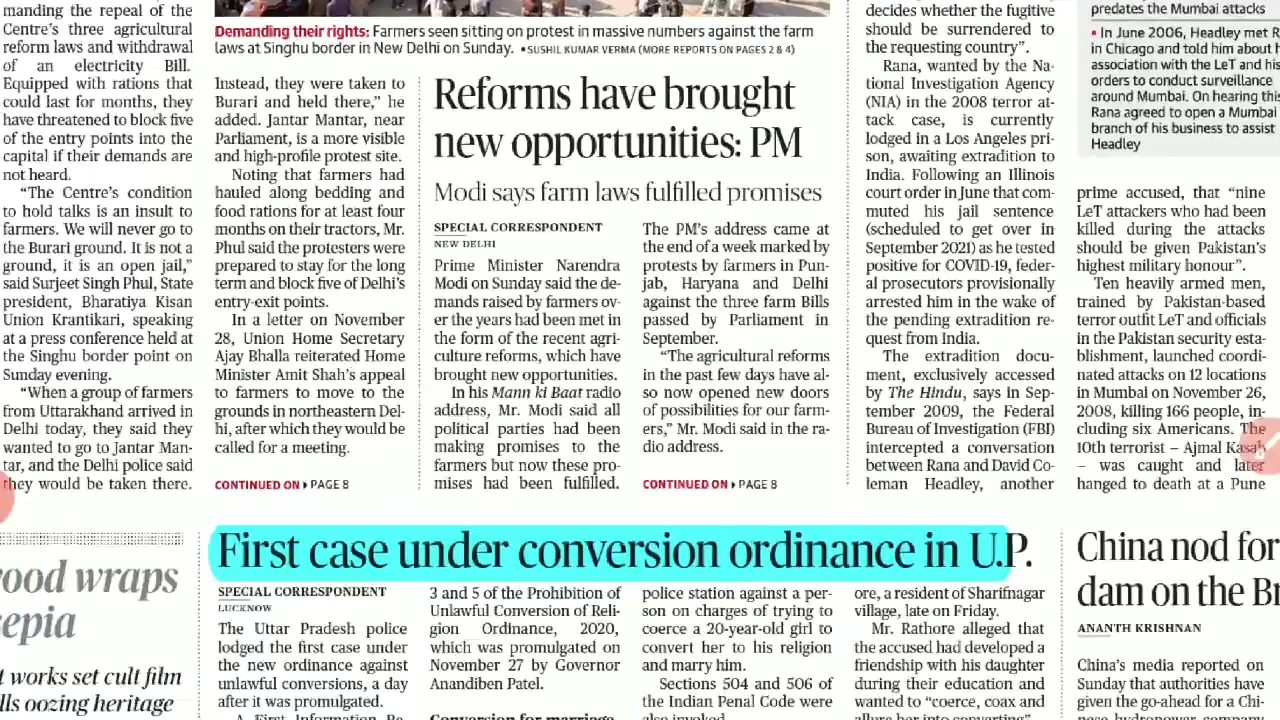 manding the repeal of the
Centre's three agricultural
reform laws and withdrawal
of an electricity Bill.
Equipped with rations that
could last for months, they
have threatened to block five
of the entry points into the
capital if their demands are
not heard.
“The Centre's condition
to hold talks is an insult to
farmers. We will never go to
the Burari ground. It is not a
ground, it is an open jail,”
said Surjeet Singh Phul, State
president, Bharatiya Kisan
Union Krantikari, speaking
at a press conference held at
the Singhu border point on
Sunday evening.
“When a group of farmers
from Uttarakhand arrived in
Delhi today, they said they
wanted to go to Jantar Man-
tar, and the Delhi police said
they would be taken there.
Demanding their rights: Farmers seen sitting on protest in massive numbers against the farm
laws at Singhu border in New Delhi on Sunday. • SUSHIL KUMAR VERMA (MORE REPORTS ON PAGES 2 & 4)
Instead, they were taken to
Burari and held there,” he
added. Jantar Mantar, near
Parliament, is a more visible
and high-profile protest site.
Noting that farmers had
hauled along bedding and
food rations for at least four
months on their tractors, Mr.
Phul said the protesters were
prepared to stay for the long
term and block five of Delhi's
entry-exit points.
In a letter on November
28, Union Home Secretary
Ajay Bhalla reiterated Home
Minister Amit Shah's appeal
to farmers to move to the
grounds in northeastern Del-
hi, after which they would be
called for a meeting.
CONTINUED ON ▸ PAGE 8
Reforms have brought
new opportunities: PM
Modi says farm laws fulfilled promises
SPECIAL CORRESPONDENT
NEW DELHI
Prime Minister Narendra
Modi on Sunday said the de-
mands raised by farmers ov-
er the years had been met in
the form of the recent agri-
culture reforms, which have
brought new opportunities.
In his Mann ki Baat radio
address, Mr. Modi said all
political parties had been
making promises to the
farmers but now these pro-
mises had been fulfilled.
The PM's address came at
the end of a week marked by
protests by farmers in Pun-
jab, Haryana and Delhi
against the three farm Bills
passed by Parliament in
September.
“The agricultural reforms
in the past few days have al-
so now opened new doors
of possibilities for our farm-
ers,” Mr. Modi said in the ra-
dio address.
CONTINUED ON ▸ PAGE 8
decides whether the fugitive
should be surrendered to
the requesting country”.
Rana, wanted by the Na-
tional Investigation Agency
(NIA) in the 2008 terror at-
tack case, is currently
lodged in a Los Angeles pri-
son, awaiting extradition to
India. Following an Illinois
court order in June that com-
muted his jail sentence
(scheduled to get over in
September 2021) as he tested
positive for COVID-19, feder-
al prosecutors provisionally
arrested him in the wake of
the pending extradition re-
quest from India.
The extradition docu-
ment, exclusively accessed
by The Hindu, says in Sep-
tember 2009, the Federal
Bureau of Investigation (FBI)
intercepted a conversation
between Rana and David Co-
leman Headley, another
predates the Mumbai attacks
• In June 2006, Headley met R
in Chicago and told him about h
association with the LeT and his
orders to conduct surveillance
around Mumbai. On hearing this
Rana agreed to open a Mumbai
branch of his business to assist
Headley
prime accused, that “nine
LeT attackers who had been
killed during the attacks
should be given Pakistan's
highest military honour”.
Ten heavily armed men,
trained by Pakistan-based
terror outfit LeT and officials
in the Pakistan security esta-
blishment, launched coordi-
nated attacks on 12 locations
in Mumbai on November 26,
2008, killing 166 people, in-
cluding six Americans. The
10th terrorist – Ajmal Kasab
– was caught and later
hanged to death at a Pune
ood wraps
epia
t works set cult film
lls oozing heritage
First case under conversion ordinance in U.P.
SPECIAL CORRESPONDENT
LUCKNOW
The Uttar Pradesh police
lodged the first case under
the new ordinance against
unlawful conversions, a day
after it was promulgated.
A First Information Re-
3 and 5 of the Prohibition of
Unlawful Conversion of Reli-
gion Ordinance, 2020,
which was promulgated on
November 27 by Governor
Anandiben Patel.
Conversion for marriage
police station against a per-
son on charges of trying to
coerce a 20-year-old girl to
convert her to his religion
and marry him.
Sections 504 and 506 of
the Indian Penal Code were
also invoked.
ore, a resident of Sharifnagar
village, late on Friday.
Mr. Rathore alleged that
the accused had developed a
friendship with his daughter
during their education and
wanted to “coerce, coax and
allure her into converting”.
China nod for
dam on the Br
ANANTH KRISHNAN
China's media reported on
Sunday that authorities have
given the go-ahead for a Chi-
nese hydropower company